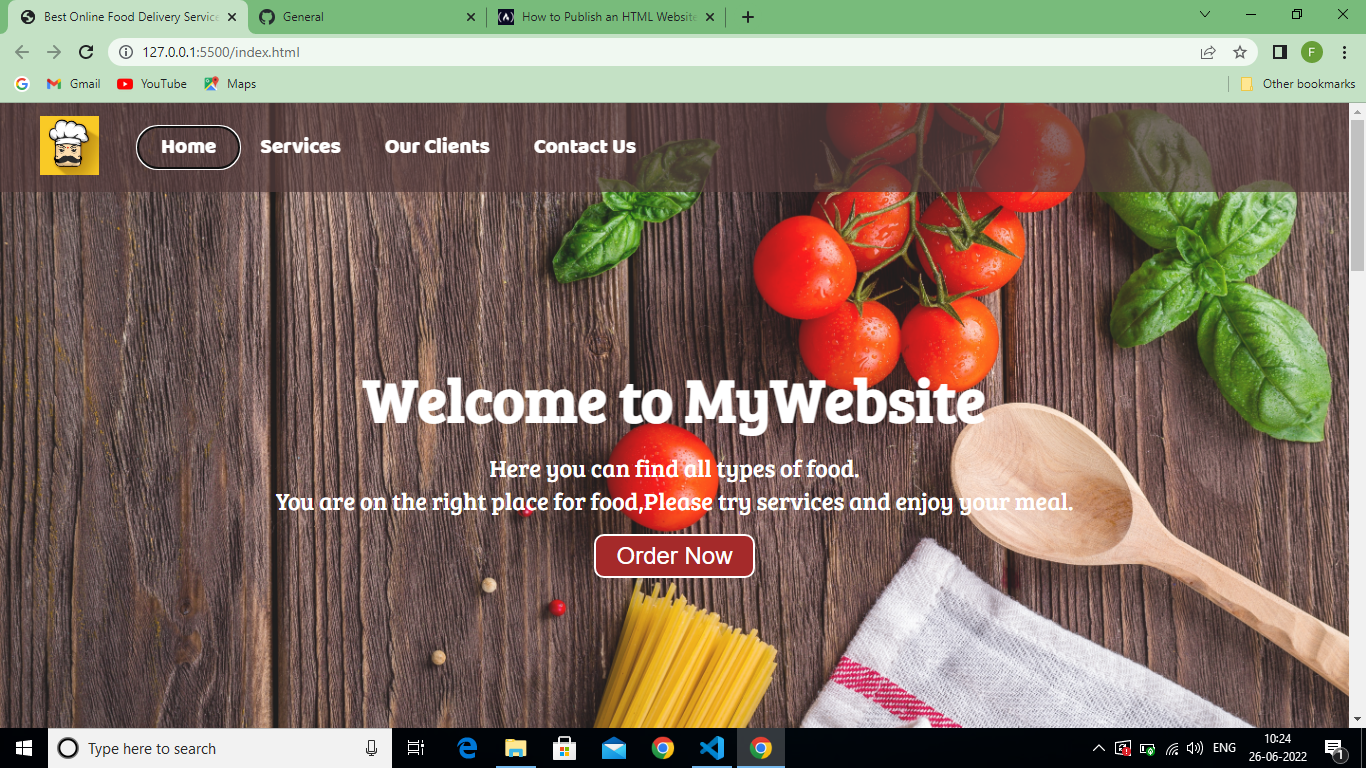 Best Online Food Delivery Service
General
How to Publish an HTML Website
127.0.0.1:5500/index.html
F
Gmail
YouTube
Maps
Other bookmarks
Home
Services
Our Clients
Contact Us
Welcome to MyWebsite
Here you can find all types of food.
You are on the right place for food,Please try services and enjoy your meal.
Order Now
Type here to search
ENG
10:24
26-06-2022
1